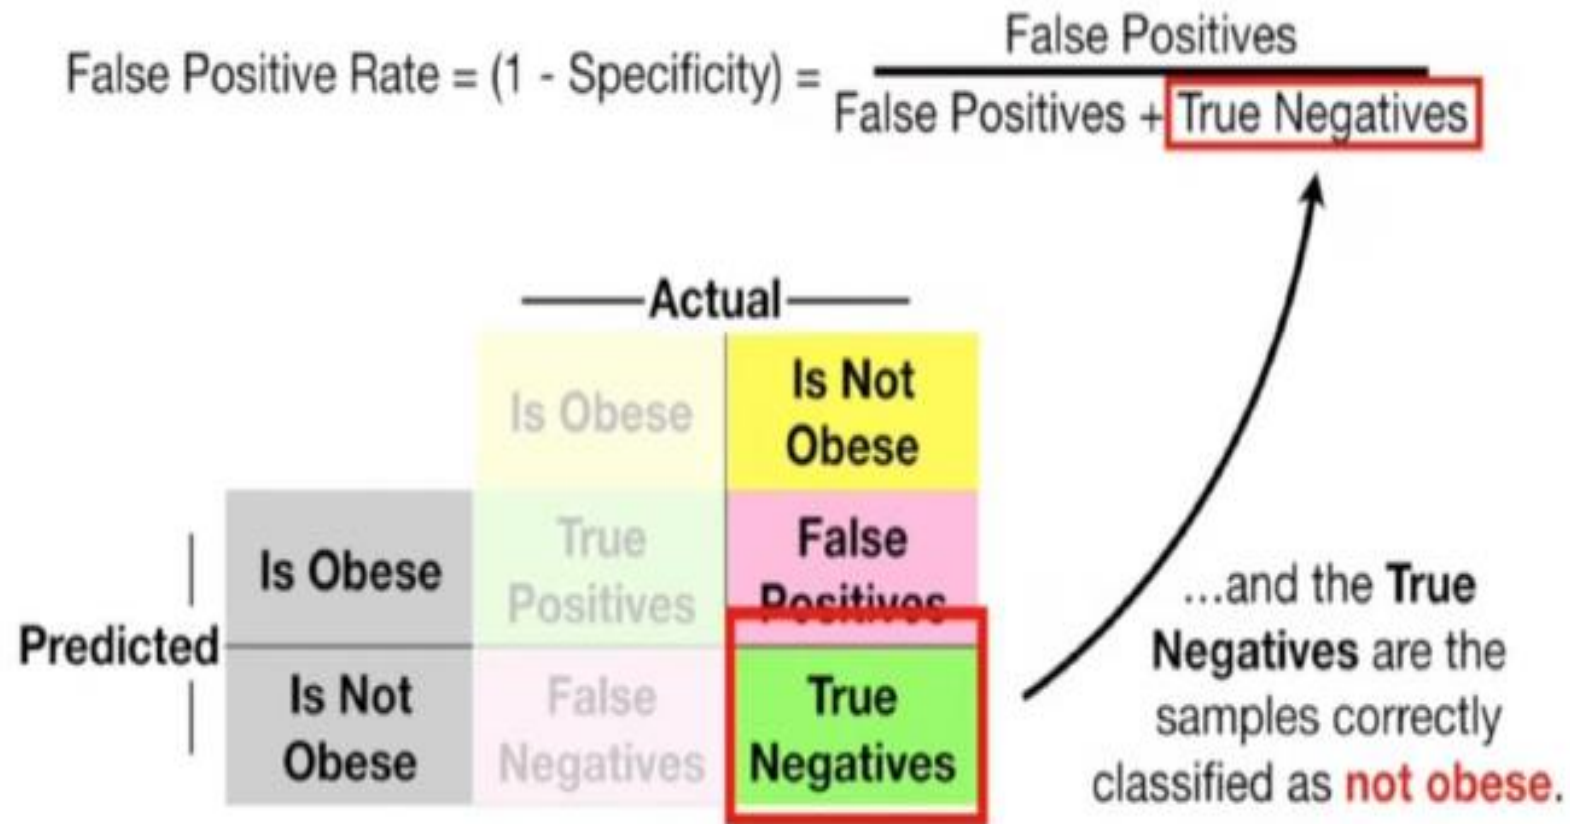 False Positives
False Positive Rate = (1 - Specificity) =
False Positives + True Negatives
Actual
Is Obese
Is Not
Obese
Predicted
Is Obese
True
Positives
False
Positives
Is Not
Obese
False
Negatives
True
Negatives
...and the True
Negatives are the
samples correctly
classified as not obese.